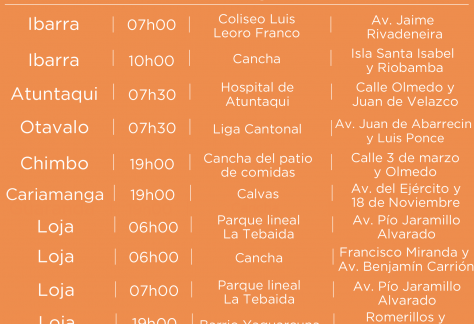 Ibarra 07h00 Coliseo Luis Leoro Franco Av. Jaime Rivadeneira
Ibarra 10h00 Cancha Isla Santa Isabel y Riobamba
Atuntaqui 07h30 Hospital de Atuntaqui Calle Olmedo y Juan de Velazco
Otavalo 07h30 Liga Cantonal Av. Juan de Abarrecin y Luis Ponce
Chimbo 19h00 Cancha del patio de comidas Calle 3 de marzo y Olmedo
Cariamanga 19h00 Calvas Av. del Ejército y 18 de Noviembre
Loja 06h00 Parque lineal La Tebaida Av. Pío Jaramillo Alvarado
Loja 06h00 Cancha Francisco Miranda y Av. Benjamín Carrión
Loja 07h00 Parque lineal La Tebaida Av. Pío Jaramillo Alvarado
Loja 19h00 Barrio Romerillos y